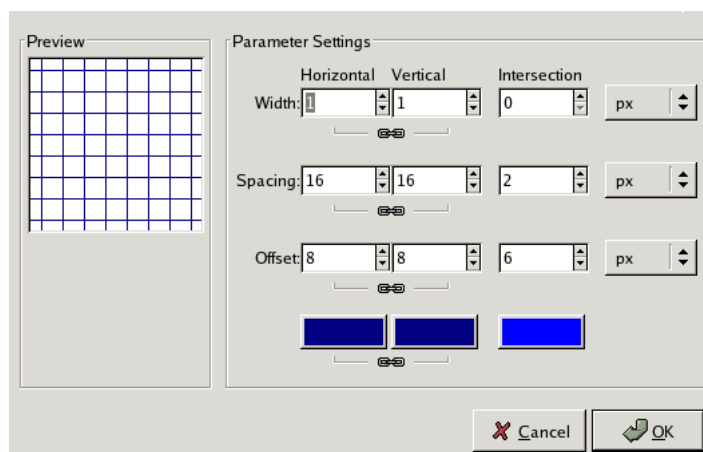 Preview
Parameter Settings
Horizontal Vertical Intersection
Width: 1 1 0 px
Spacing: 16 16 2 px
Offset: 8 8 6 px
Cancel OK